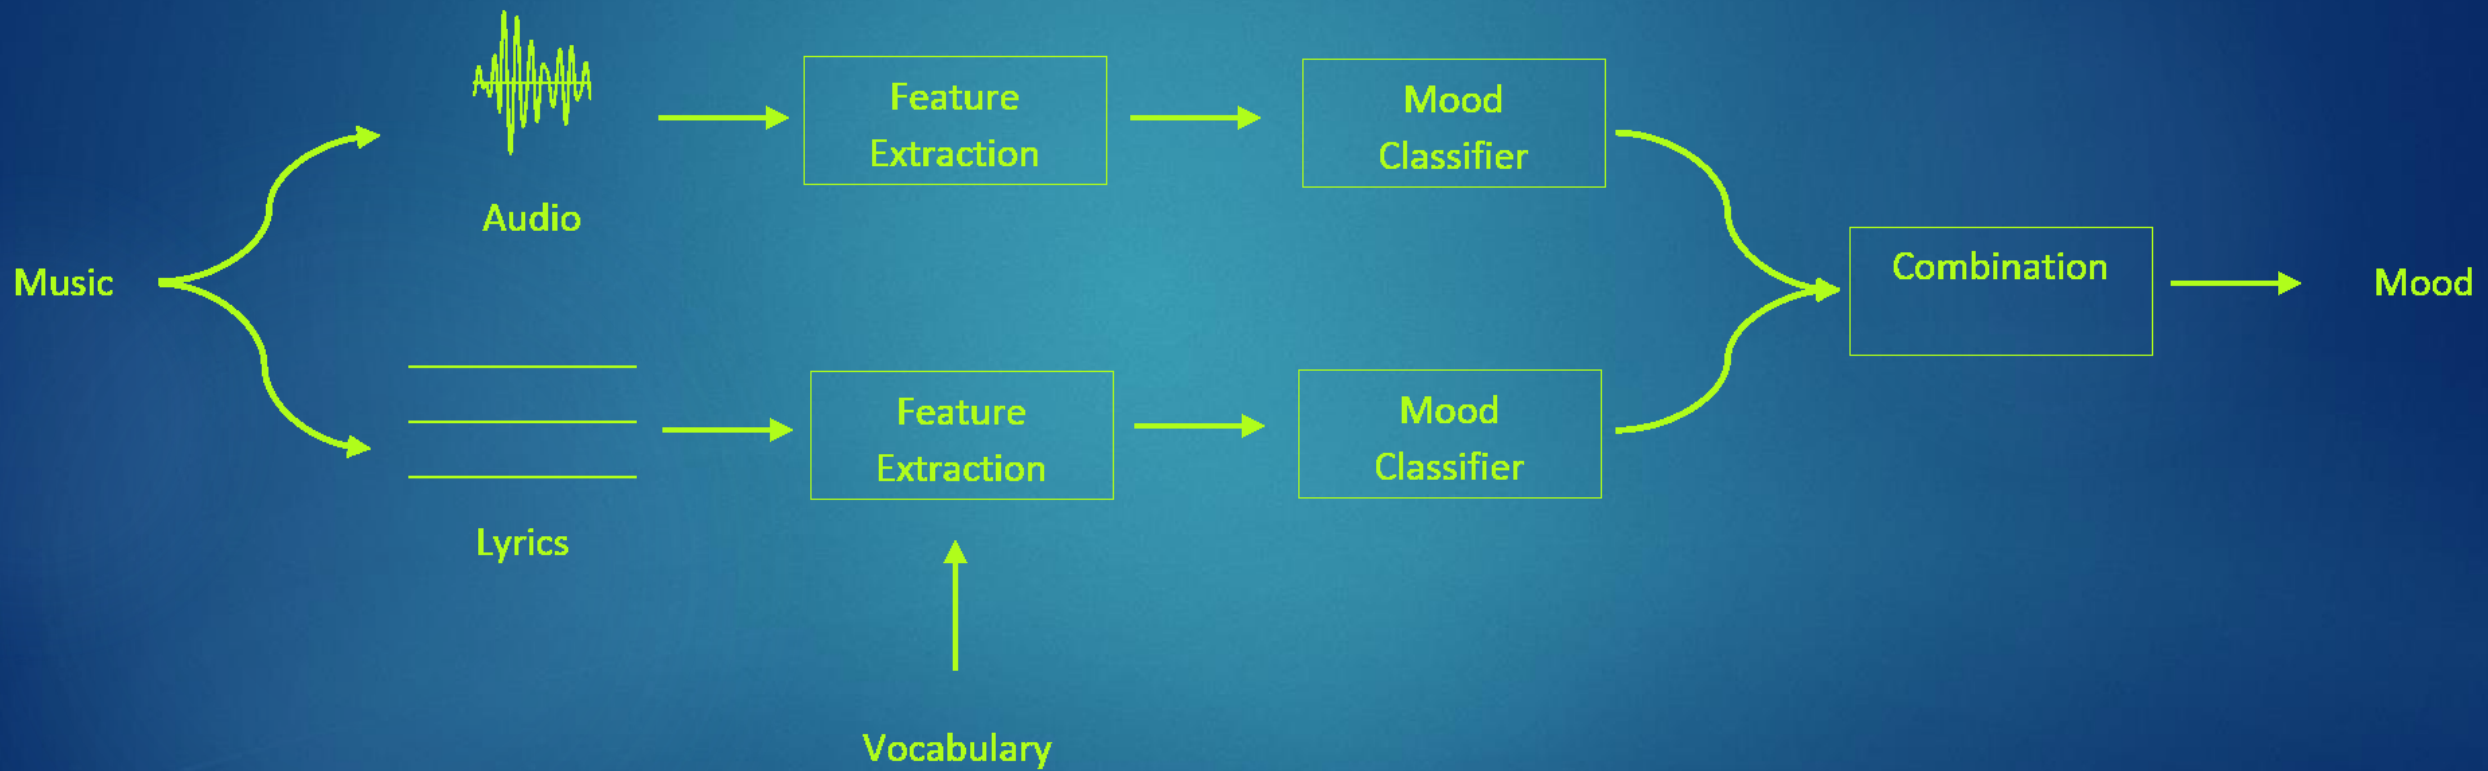 Music
Audio
Feature
Extraction
Mood
Classifier
Lyrics
Feature
Extraction
Mood
Classifier
Vocabulary
Combination
Mood